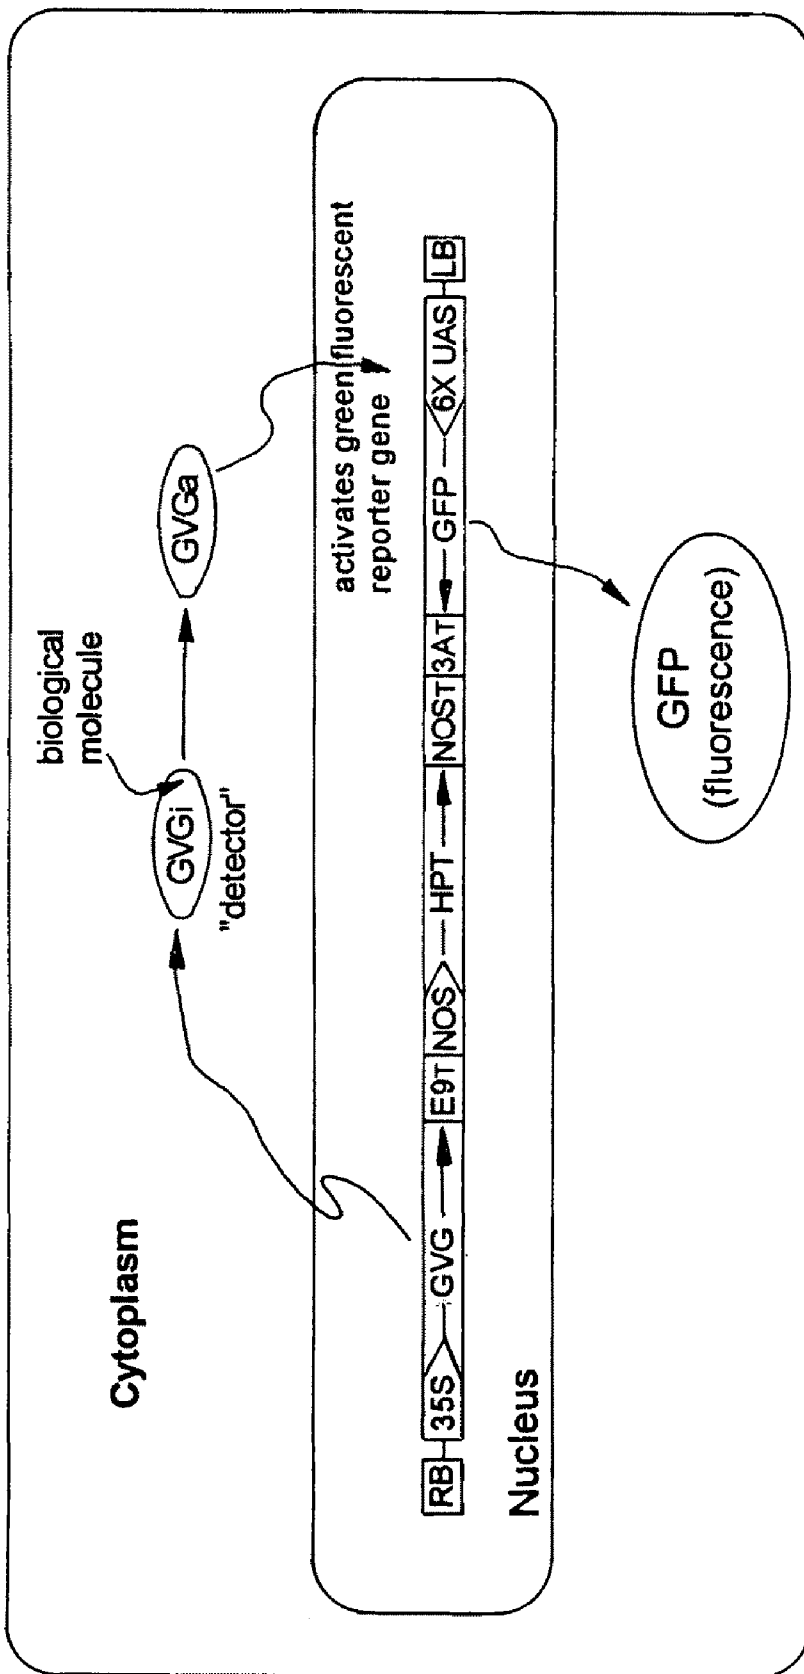 Cytoplasm
biological
molecule
GVGi
GVGa
"detector"
activates green fluorescent
reporter gene
RB 35S GVG E9T NOS HPT NOST 3AT GFP 6X UAS LB
Nucleus
GFP
(fluorescence)